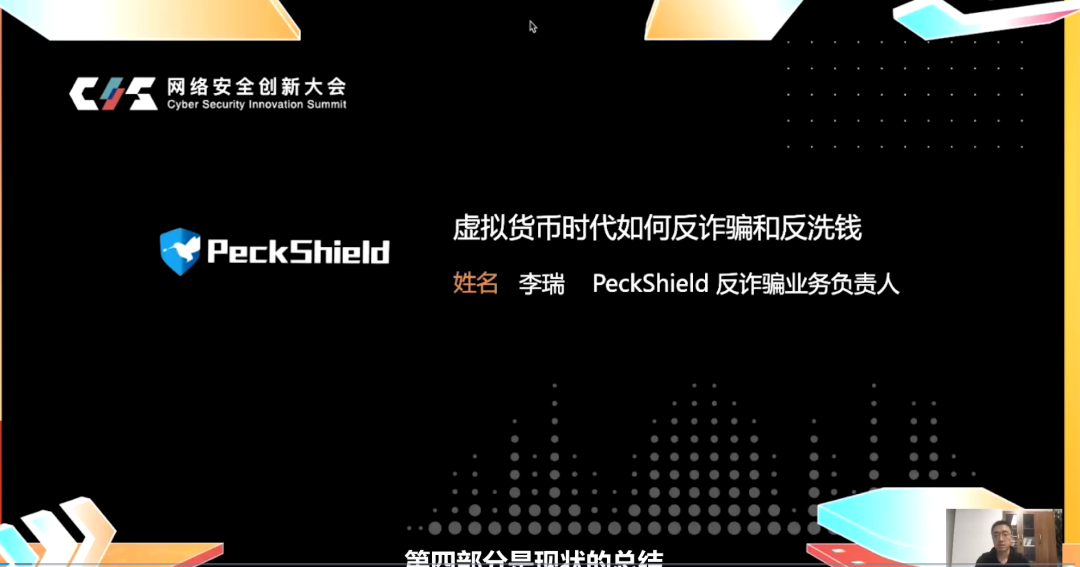 CIS 网络安全创新大会
Cyber Security Innovation Summit
PeckShield
虚拟货币时代如何反诈骗和反洗钱
姓名 李瑞 PeckShield 反诈骗业务负责人
第四部分是现状的总结